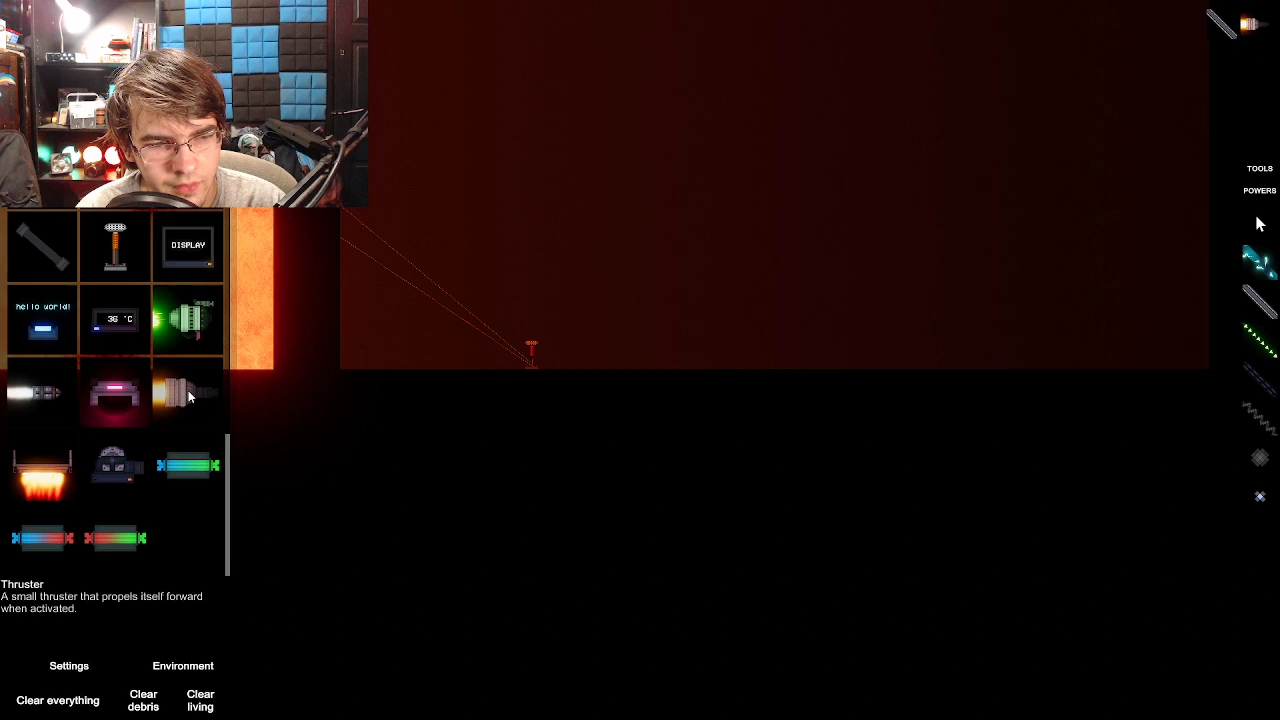 TOOLS
POWERS
DISPLAY
hello world!
36 °C
Thruster
A small thruster that propels itself forward
when activated.
Settings
Environment
Clear everything
Clear
debris
Clear
living